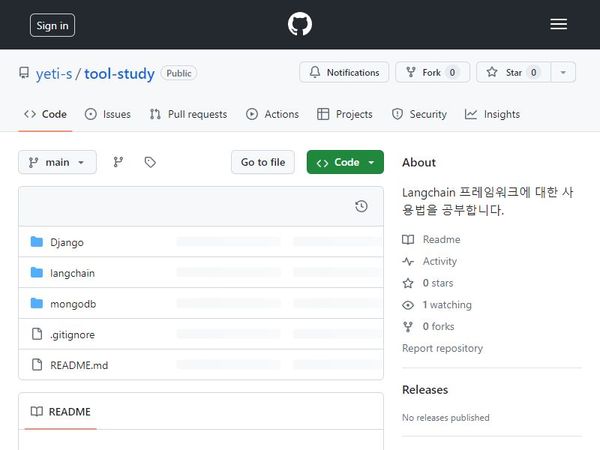 Sign in
yeti-s / tool-study Public
Notifications Fork 0 Star 0
Code Issues Pull requests Actions Projects Security Insights
main Go to file Code
About
Langchain 프레임워크에 대한 사
용법을 공부합니다.
Readme
Activity
0 stars
1 watching
0 forks
Report repository
Releases
No releases published
Django
langchain
mongodb
.gitignore
README.md
README